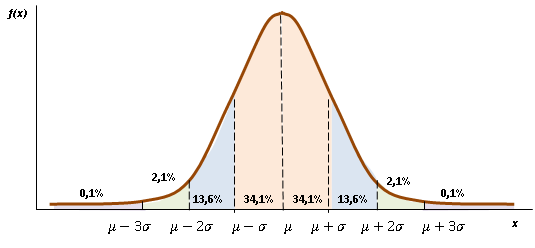 f(x)
2,1%
2,1%
0,1%
13,6%
34,1%
34,1%
13,6%
0,1%
μ − 3σ
μ − 2σ
μ − σ
μ
μ + σ
μ + 2σ
μ + 3σ
x